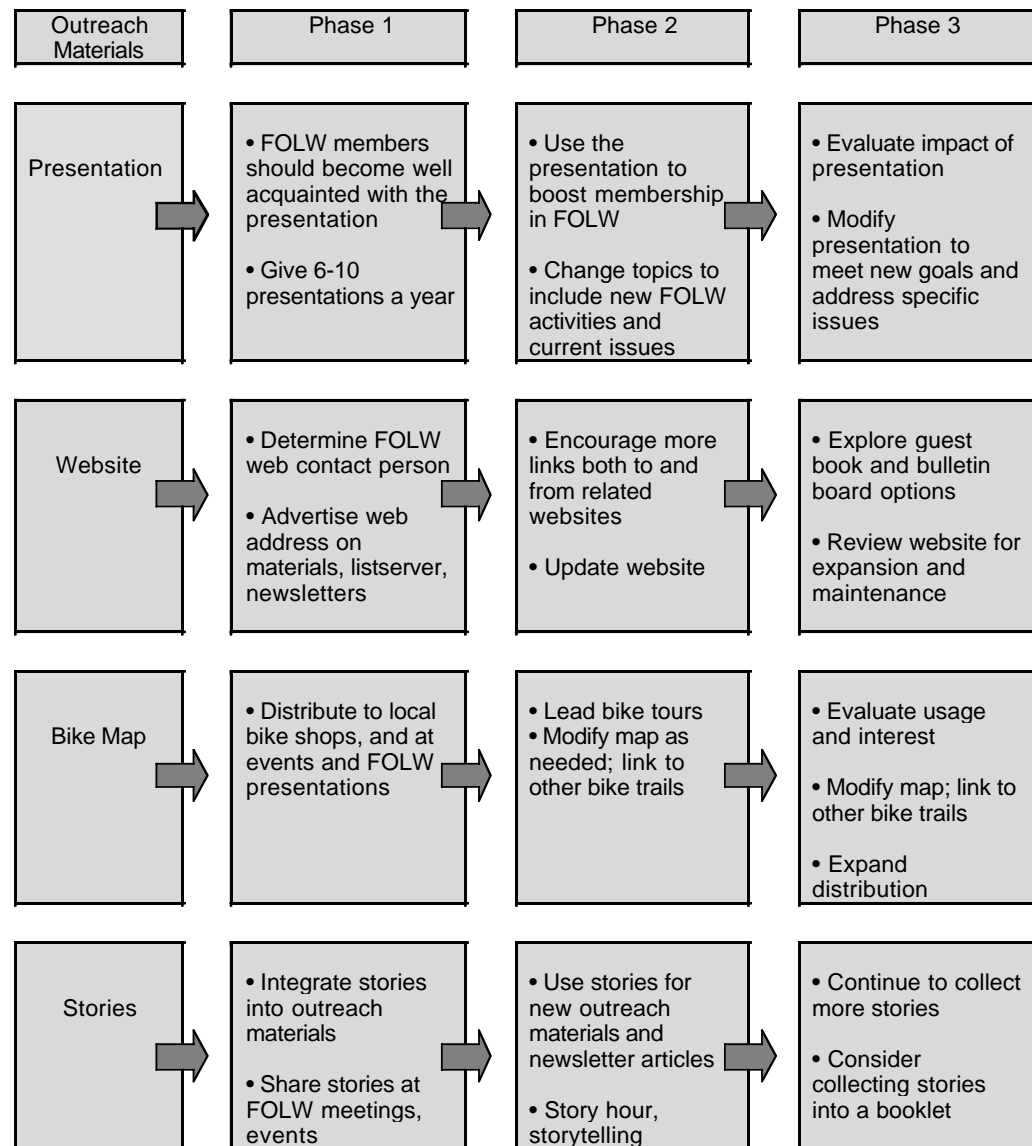 Outreach
Materials
Phase 1
Phase 2
Phase 3
Presentation
• FOLW members
should become well
acquainted with the
presentation
• Give 6-10
presentations a year
• Use the
presentation to
boost membership
in FOLW
• Change topics to
include new FOLW
activities and
current issues
• Evaluate impact of
presentation
• Modify
presentation to
meet new goals and
address specific
issues
Website
• Determine FOLW
web contact person
• Advertise web
address on
materials, listserver,
newsletters
• Encourage more
links both to and
from related
websites
• Update website
• Explore guest
book and bulletin
board options
• Review website for
expansion and
maintenance
Bike Map
• Distribute to local
bike shops, and at
events and FOLW
presentations
• Lead bike tours
• Modify map as
needed; link to
other bike trails
• Evaluate usage
and interest
• Modify map; link to
other bike trails
• Expand
distribution
Stories
• Integrate stories
into outreach
materials
• Share stories at
FOLW meetings,
events
• Use stories for
new outreach
materials and
newsletter articles
• Story hour,
storytelling
• Continue to collect
more stories
• Consider
collecting stories
into a booklet